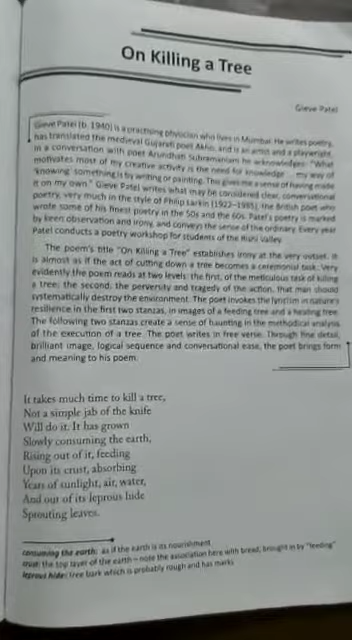 On Killing a Tree
Gieve Patel
Gieve Patel (b. 1940) is a practising physician who lives in Mumbai. He writes poetry,
has translated the medieval Gujarati poet Akho, and is an artist and a playwright.
In a conversation with poet Arundhati Subramaniam he acknowledges: "What
motivates most of my creative activity is the need for knowledge ... my way of
'knowing' something is by writing or painting. This gives me a sense of having made
it on my own." Gieve Patel writes what may be considered clear, conversational
poetry, very much in the style of Philip Larkin (1922–1985), the British poet who
wrote some of his finest poetry in the 50s and the 60s. Patel's poetry is marked
by keen observation and irony, and conveys the sense of the ordinary. Every year
Patel conducts a poetry workshop for students of the Rishi Valley.
The poem's title "On Killing a Tree" establishes irony at the very outset. It
is almost as if the act of cutting down a tree becomes a ceremonial task. Very
evidently the poem reads at two levels: the first, of the meticulous task of killing
a tree; the second, the perversity and tragedy of the action, that man should
systematically destroy the environment. The poet invokes the lyricism in nature's
resilience in the first two stanzas, in images of a feeding tree and a healing tree.
The following two stanzas create a sense of haunting in the methodical analysis
of the execution of a tree. The poet writes in free verse. Through fine detail,
brilliant image, logical sequence and conversational ease, the poet brings form
and meaning to his poem.
It takes much time to kill a tree,
Not a simple jab of the knife
Will do it. It has grown
Slowly consuming the earth,
Rising out of it, feeding
Upon its crust, absorbing
Years of sunlight, air, water,
And out of its leprous hide
Sprouting leaves.
consuming the earth: as if the earth is its nourishment
crust: the top layer of the earth – note the association here with bread, brought in by "feeding"
leprous hide: tree bark which is probably rough and has marks